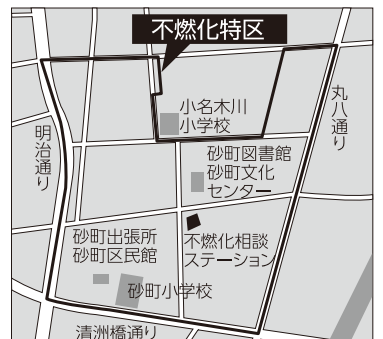 不燃化特区
小名木川
小学校
丸八通り
明治通り
砂町図書館
砂町文化
センター
砂町出張所
砂町区民館
不燃化相談
ステーション
砂町小学校
清洲橋通り